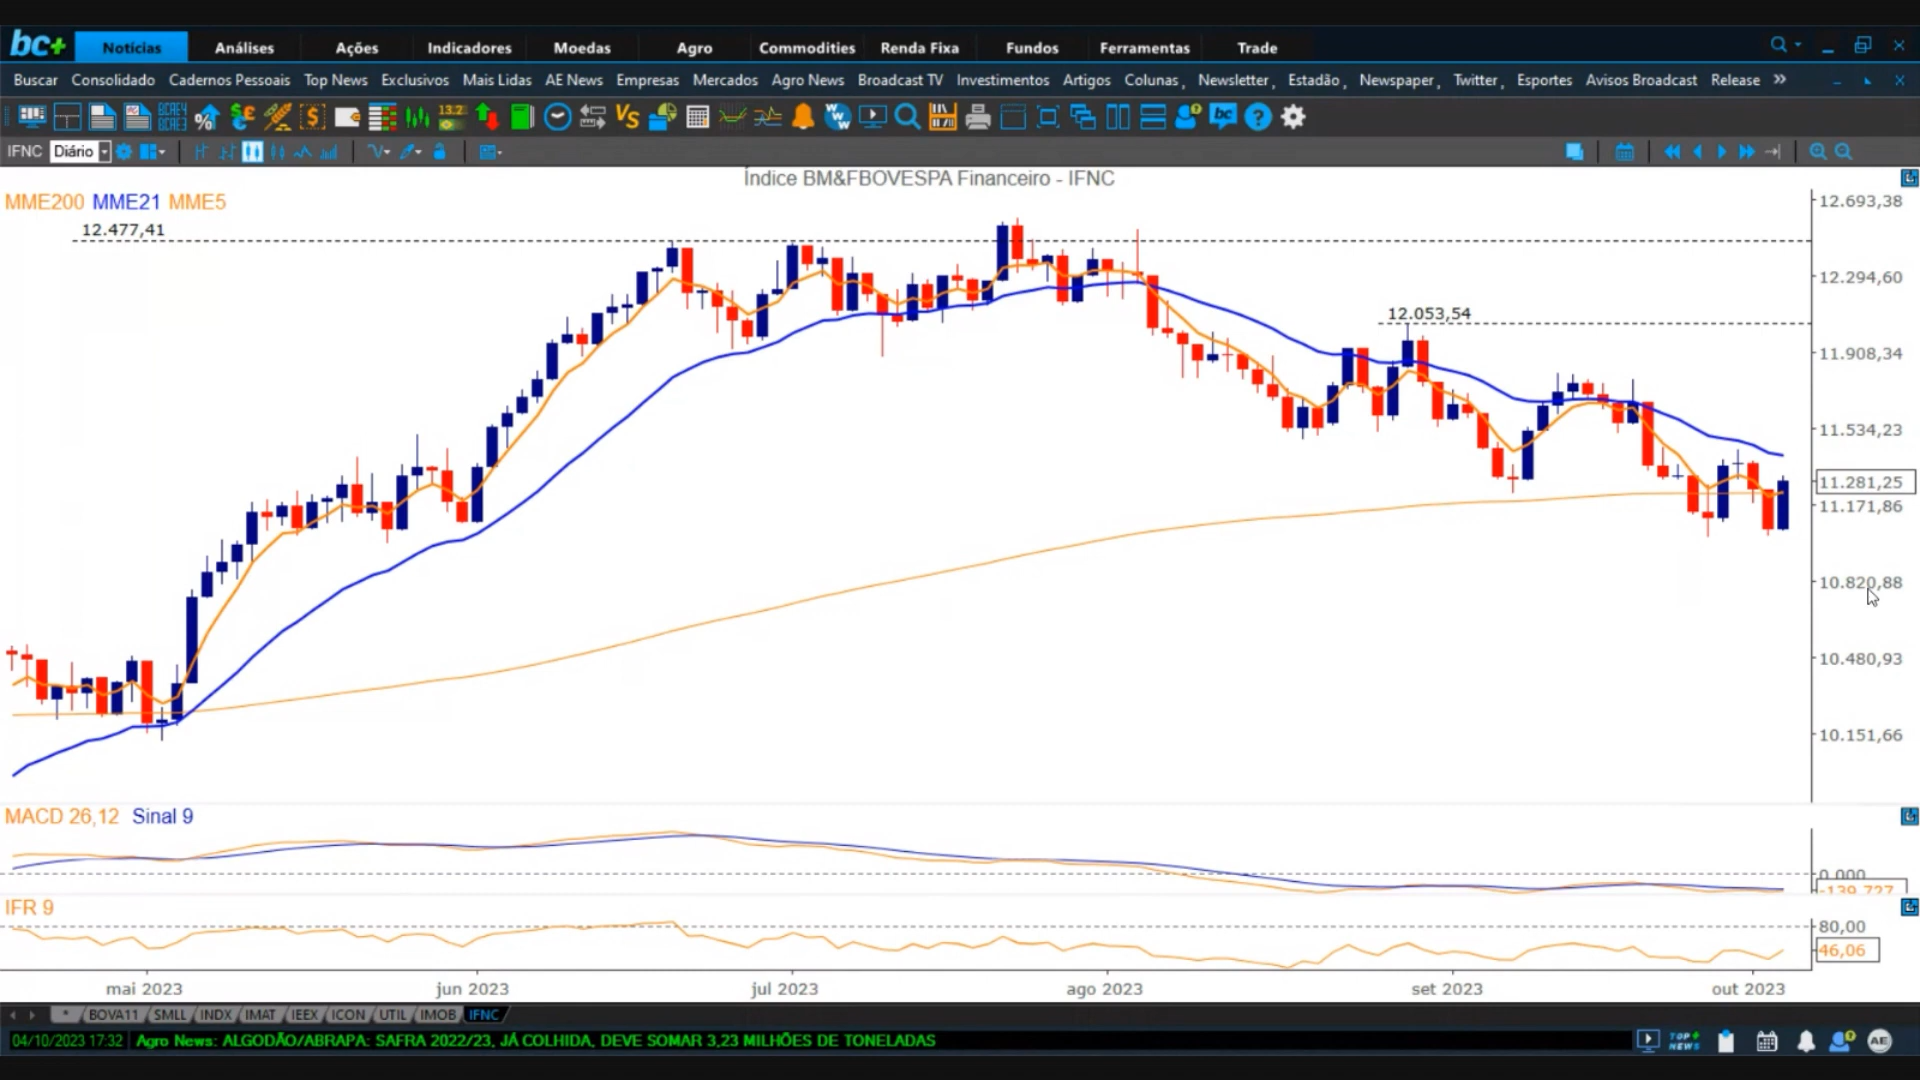 bc+ Notícias Análises Ações Indicadores Moedas Agro Commodities Renda Fixa Fundos Ferramentas Trade
Buscar Consolidado Cadernos Pessoais Top News Exclusivos Mais Lidas AE News Empresas Mercados Agro News Broadcast TV Investimentos Artigos Colunas, Newsletter, Estadão, Newspaper, Twitter, Esportes Avisos Broadcast Release »
IFNC Diário
Índice BM&FBOVESPA Financeiro - IFNC
MME200 MME21 MME5
12.693,38
12.477,41
12.294,60
12.053,54
11.908,34
11.534,23
11.281,25
11.171,86
10.820,88
10.480,93
10.151,66
MACD 26,12 Sinal 9
0,000
-139,727
IFR 9
80,00
46,06
mai 2023 jun 2023 jul 2023 ago 2023 set 2023 out 2023
* BOVA11 SMLL INDX IMAT IEEX ICON UTIL IMOB IFNC
04/10/2023 17:32 Agro News: ALGODÃO/ABRAPA: SAFRA 2022/23, JÁ COLHIDA, DEVE SOMAR 3,23 MILHÕES DE TONELADAS TOP+ NEWS AE